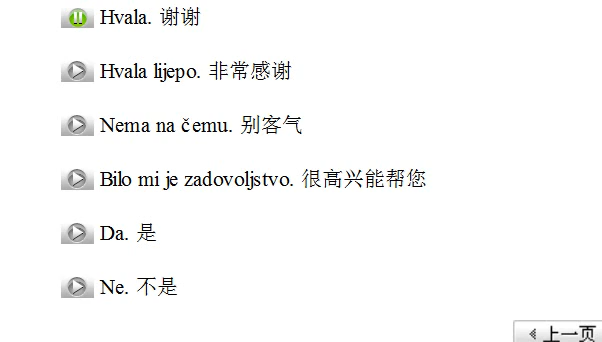 Hvala. 谢谢
Hvala lijepo. 非常感谢
Nema na čemu. 别客气
Bilo mi je zadovoljstvo. 很高兴能帮您
Da. 是
Ne. 不是
上一页